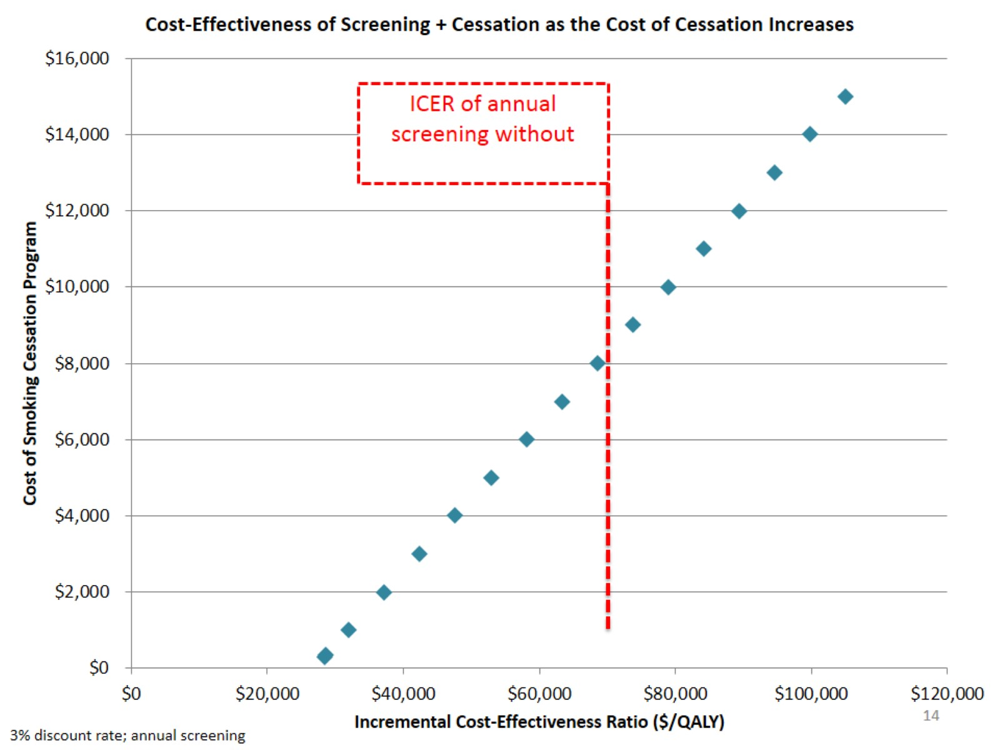 Cost-Effectiveness of Screening + Cessation as the Cost of Cessation Increases
$16,000
$14,000
$12,000
$10,000
$8,000
$6,000
$4,000
$2,000
$0
Cost of Smoking Cessation Program
ICER of annual
screening without
$0 $20,000 $40,000 $60,000 $80,000 $100,000 $120,000
Incremental Cost-Effectiveness Ratio ($/QALY)
14
3% discount rate; annual screening